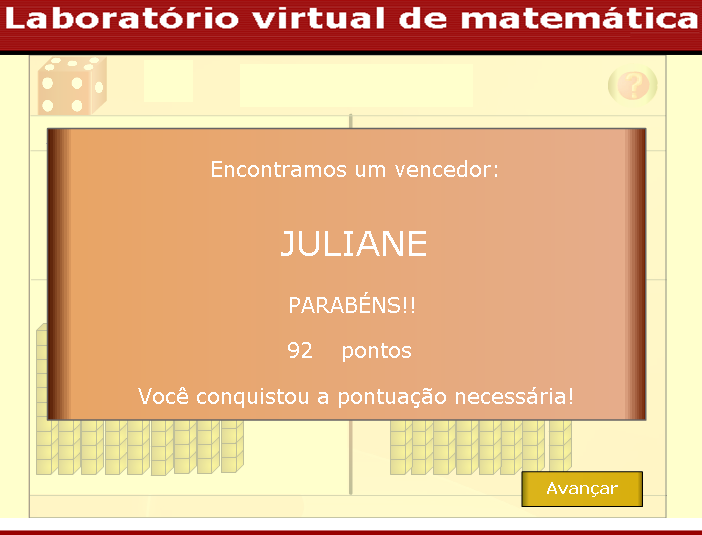 Laboratório virtual de matemática
?
Encontramos um vencedor:
JULIANE
PARABÉNS!!
92 pontos
Você conquistou a pontuação necessária!
Avançar